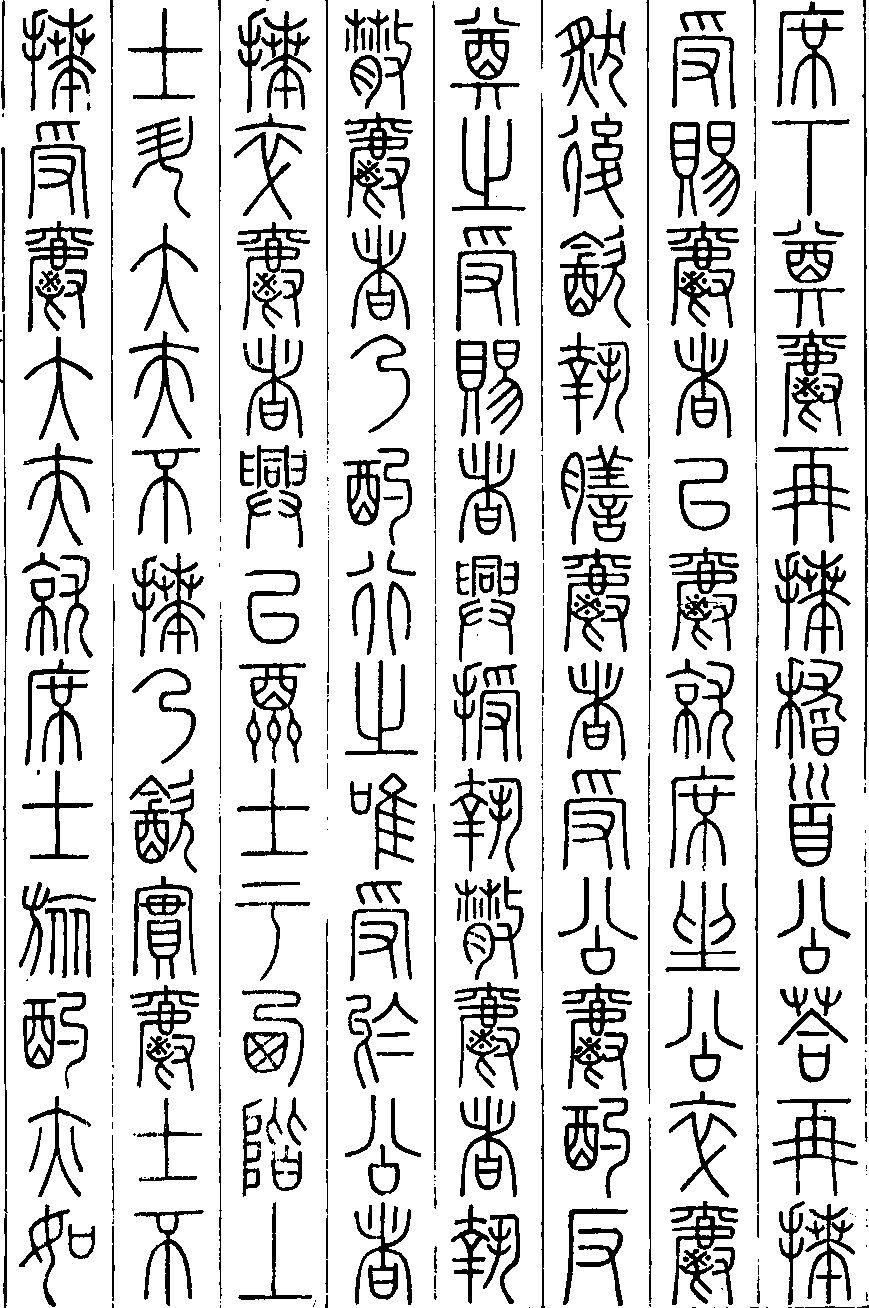 席下奠爵再拜稽首公荅再拜
受賜爵者以爵就席坐公卒爵
然後飲執膳爵者受公爵酌反
奠之受賜者興授執散爵者執
散爵者乃酌行之唯受於公者
拜卒爵者興以酬士于西階上
士升大夫不拜乃飲實爵士不
拜受爵大夫就席士旅酌亦如